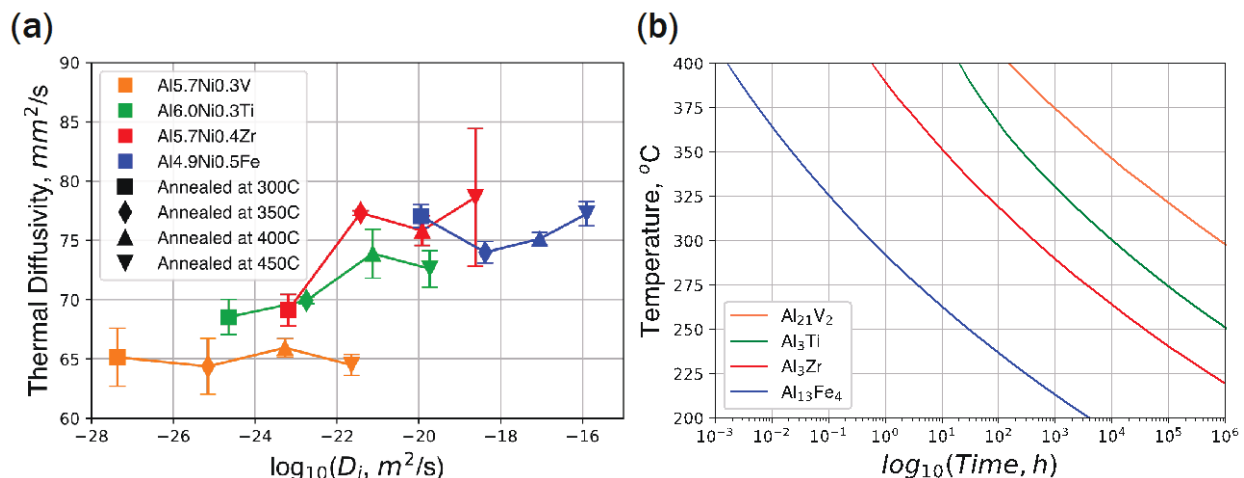 (a)
Thermal Diffusivity, mm²/s
90
85
80
75
70
65
60
Al5.7Ni0.3V
Al6.0Ni0.3Ti
Al5.7Ni0.4Zr
Al4.9Ni0.5Fe
Annealed at 300C
Annealed at 350C
Annealed at 400C
Annealed at 450C
−28 −26 −24 −22 −20 −18 −16
log₁₀(Dᵢ, m²/s)
(b)
Temperature, °C
400
375
350
325
300
275
250
225
200
Al₂₁V₂
Al₃Ti
Al₃Zr
Al₁₃Fe₄
10⁻³ 10⁻² 10⁻¹ 10⁰ 10¹ 10² 10³ 10⁴ 10⁵ 10⁶
log₁₀(Time, h)